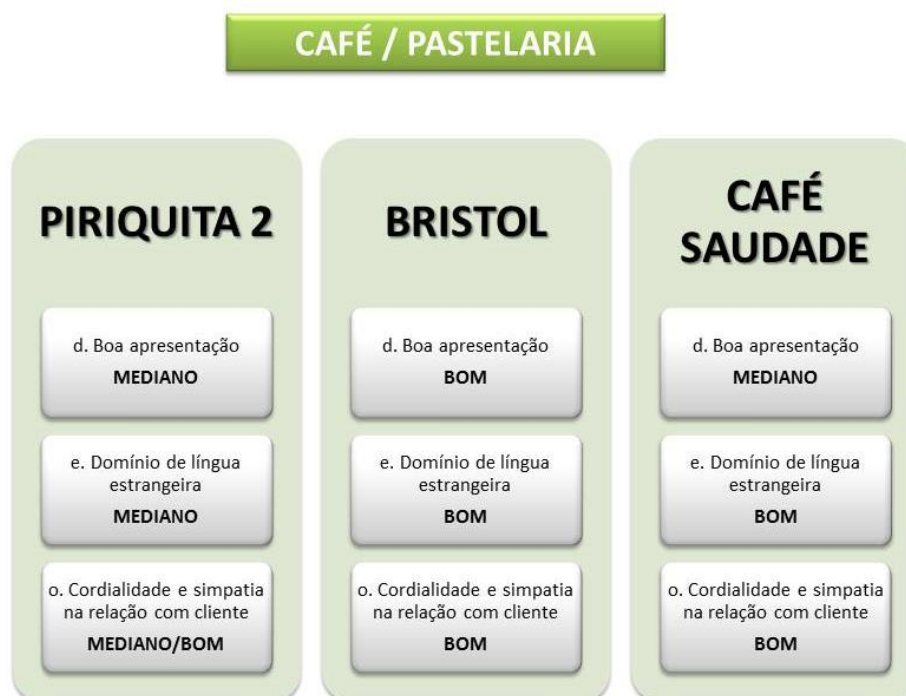 CAFÉ / PASTELARIA
PIRIQUITA 2
d. Boa apresentação
MEDIANO
e. Domínio de língua
estrangeira
MEDIANO
o. Cordialidade e simpatia
na relação com cliente
MEDIANO/BOM
BRISTOL
d. Boa apresentação
BOM
e. Domínio de língua
estrangeira
BOM
o. Cordialidade e simpatia
na relação com cliente
BOM
CAFÉ
SAUDADE
d. Boa apresentação
MEDIANO
e. Domínio de língua
estrangeira
BOM
o. Cordialidade e simpatia
na relação com cliente
BOM